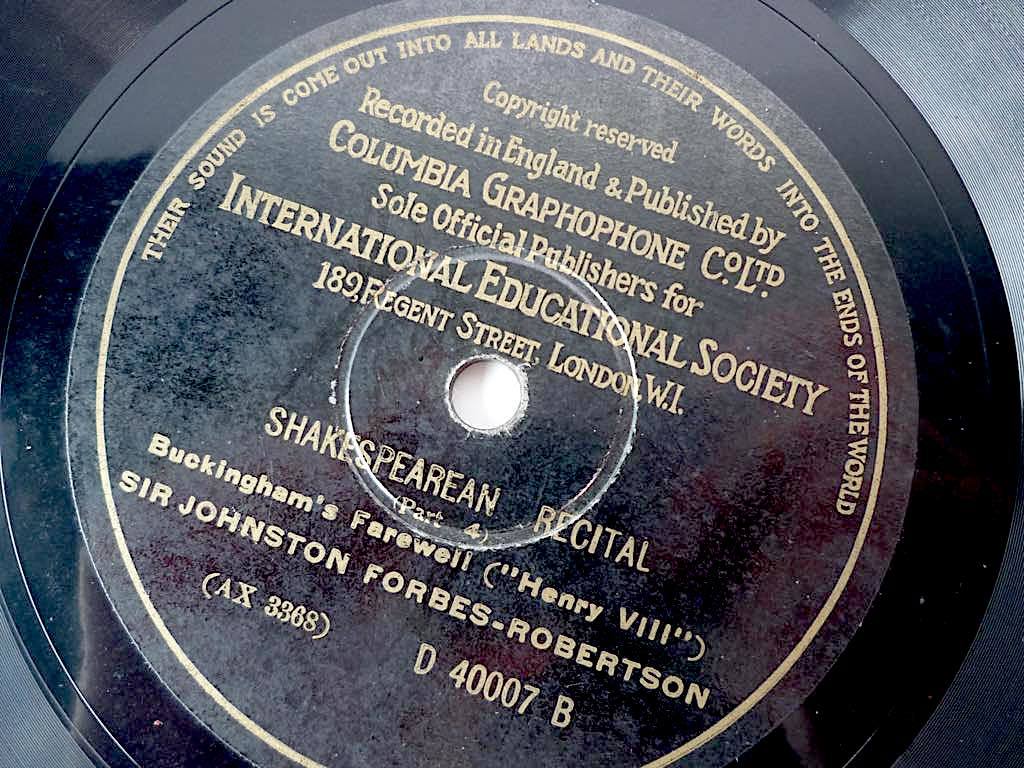 THEIR SOUND IS COME OUT INTO ALL LANDS AND THEIR WORDS INTO THE ENDS OF THE WORLD
Copyright reserved
Recorded in England & Published by
COLUMBIA GRAPHOPHONE CO. LTD.
Sole Official Publishers for
INTERNATIONAL EDUCATIONAL SOCIETY
189, REGENT STREET, LONDON, W.I.
SHAKESPEAREAN RECITAL
(Part 4)
Buckingham's Farewell ("Henry VIII")
SIR JOHNSTON FORBES-ROBERTSON
(AX 3368)
D 40007 B